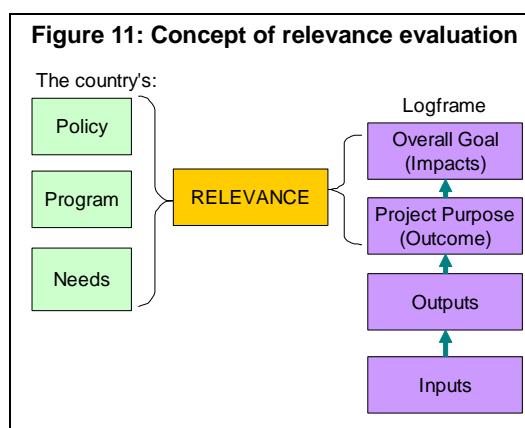 Figure 11: Concept of relevance evaluation
The country's:
Policy
Program
Needs
RELEVANCE
Logframe
Overall Goal
(Impacts)
Project Purpose
(Outcome)
Outputs
Inputs